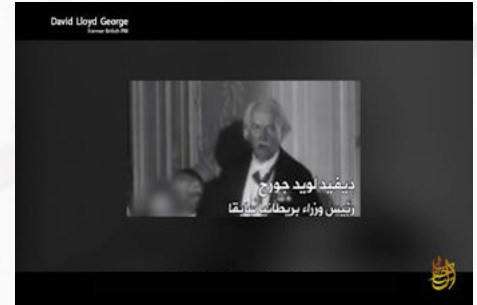 David Lloyd George
Former British PM
ديفيد لويد جورج
رئيس وزراء بريطانيا سابقا